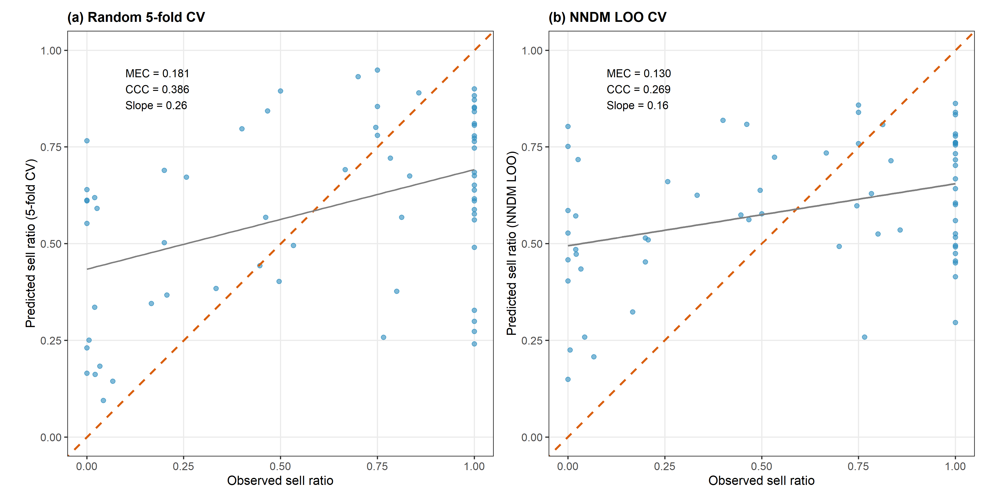 (a) Random 5-fold CV
MEC = 0.181
CCC = 0.386
Slope = 0.26
Predicted sell ratio (5-fold CV)
1.00
0.75
0.50
0.25
0.00
0.00 0.25 0.50 0.75 1.00
Observed sell ratio
(b) NNDM LOO CV
MEC = 0.130
CCC = 0.269
Slope = 0.16
Predicted sell ratio (NNDM LOO)
1.00
0.75
0.50
0.25
0.00
0.00 0.25 0.50 0.75 1.00
Observed sell ratio